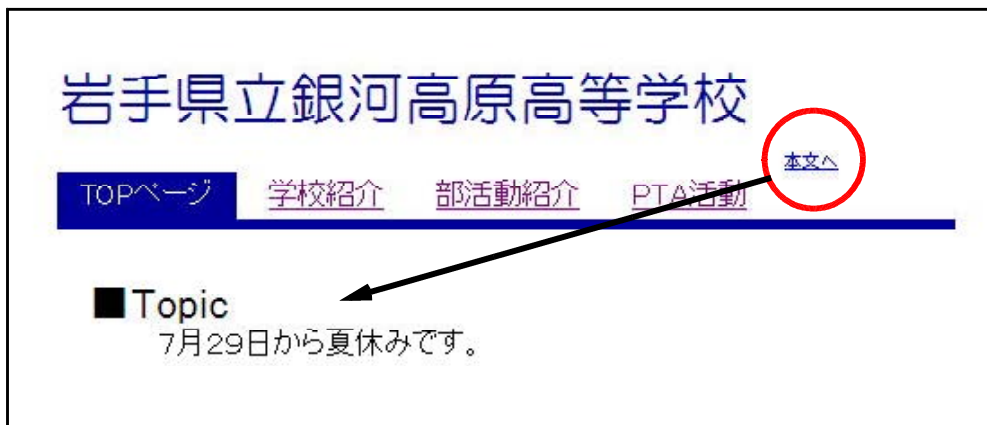 岩手県立銀河高原高等学校
本文へ
TOPページ 学校紹介 部活動紹介 PTA活動
■Topic
7月29日から夏休みです。